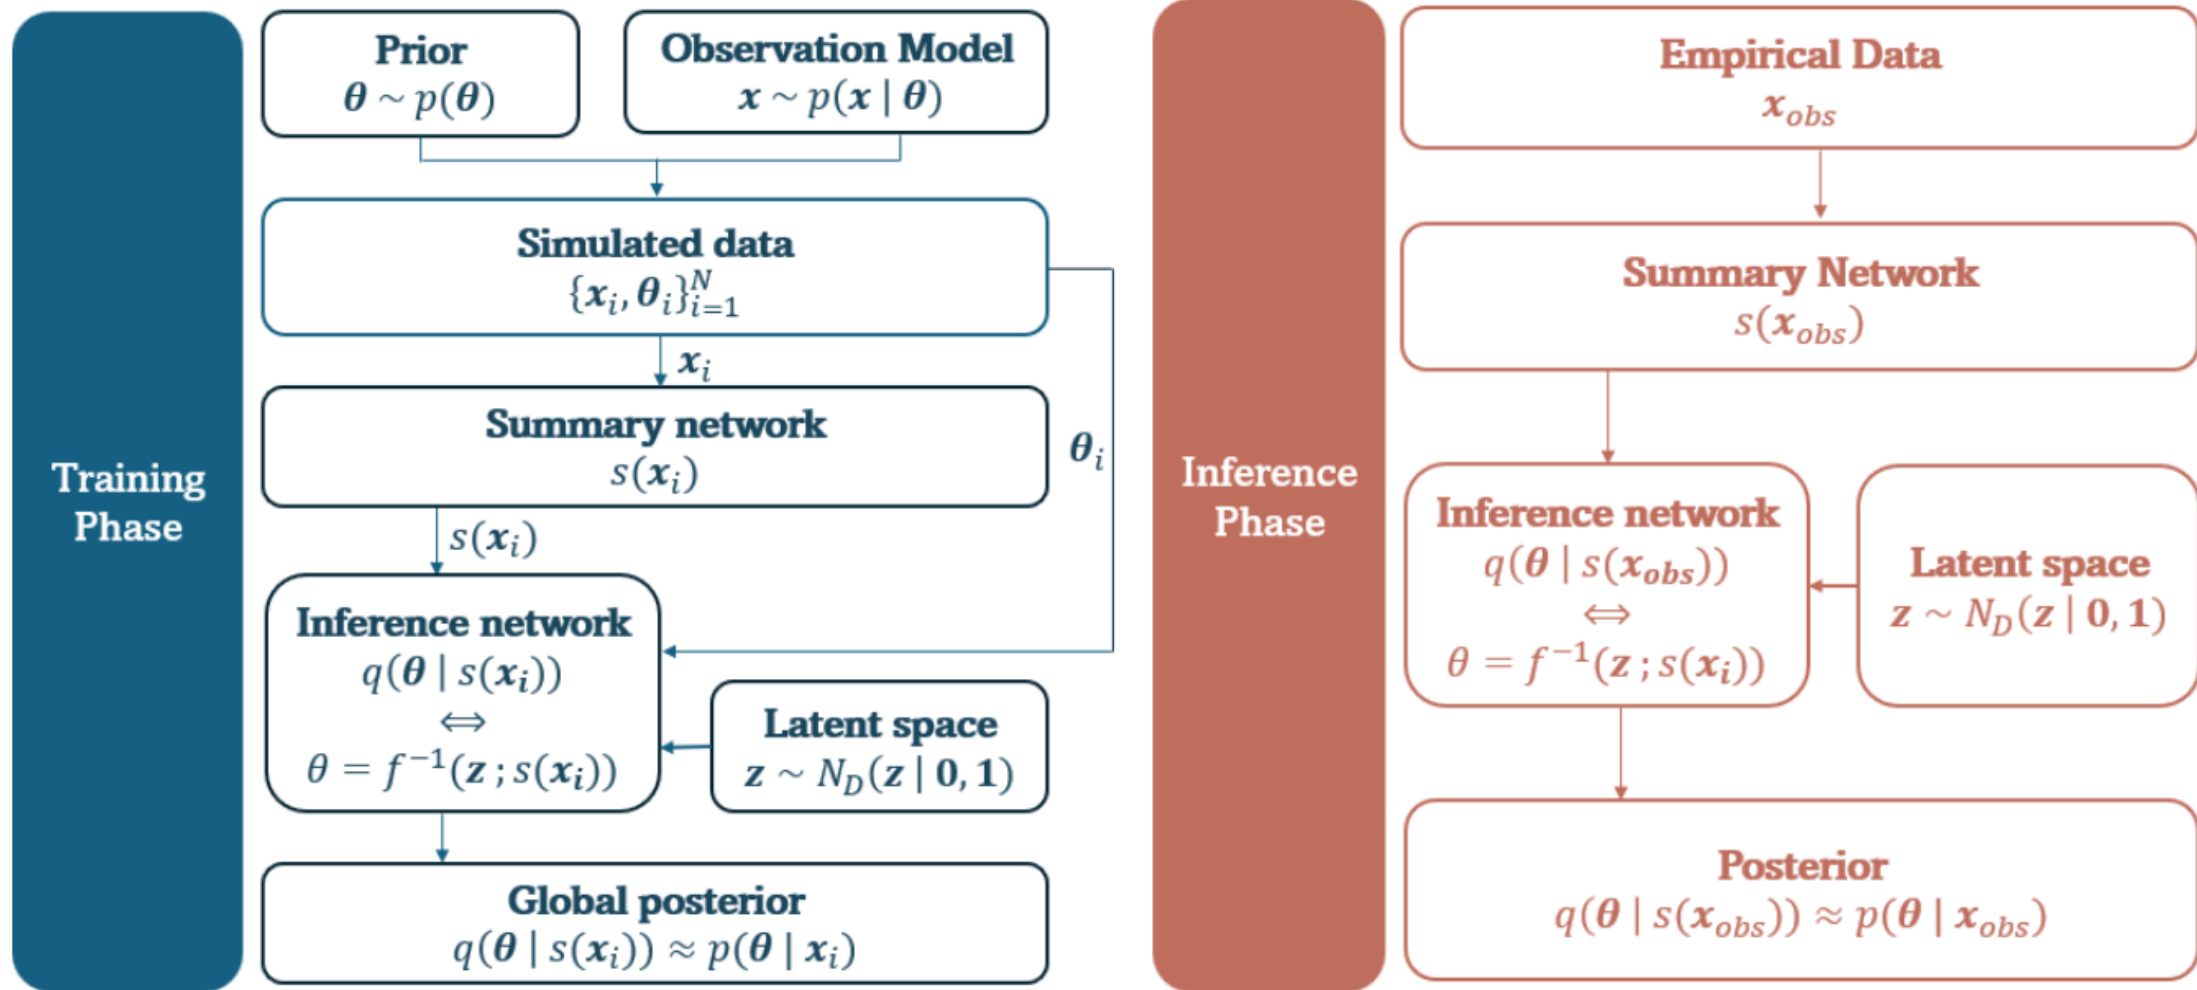 Training
Phase
Prior
θ ~ p(θ)
Observation Model
x ~ p(x | θ)
Simulated data
{x_i, θ_i}_{i=1}^N
x_i
θ_i
Summary network
s(x_i)
s(x_i)
Inference network
q(θ | s(x_i))
⟺
θ = f⁻¹(z ; s(x_i))
Latent space
z ~ N_D(z | 0, 1)
Global posterior
q(θ | s(x_i)) ≈ p(θ | x_i)
Inference
Phase
Empirical Data
x_obs
Summary Network
s(x_obs)
Inference network
q(θ | s(x_obs))
⟺
θ = f⁻¹(z ; s(x_i))
Latent space
z ~ N_D(z | 0, 1)
Posterior
q(θ | s(x_obs)) ≈ p(θ | x_obs)